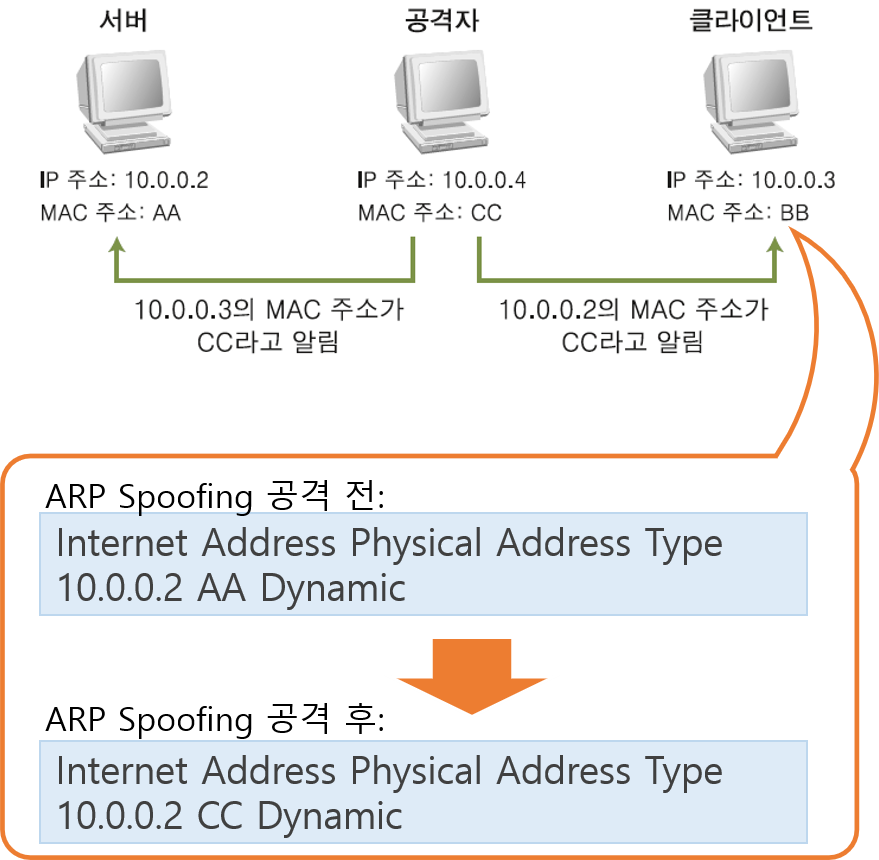 서버
공격자
클라이언트
IP 주소: 10.0.0.2
MAC 주소: AA
IP 주소: 10.0.0.4
MAC 주소: CC
IP 주소: 10.0.0.3
MAC 주소: BB
10.0.0.3의 MAC 주소가
CC라고 알림
10.0.0.2의 MAC 주소가
CC라고 알림
ARP Spoofing 공격 전:
Internet Address Physical Address Type
10.0.0.2 AA Dynamic
ARP Spoofing 공격 후:
Internet Address Physical Address Type
10.0.0.2 CC Dynamic